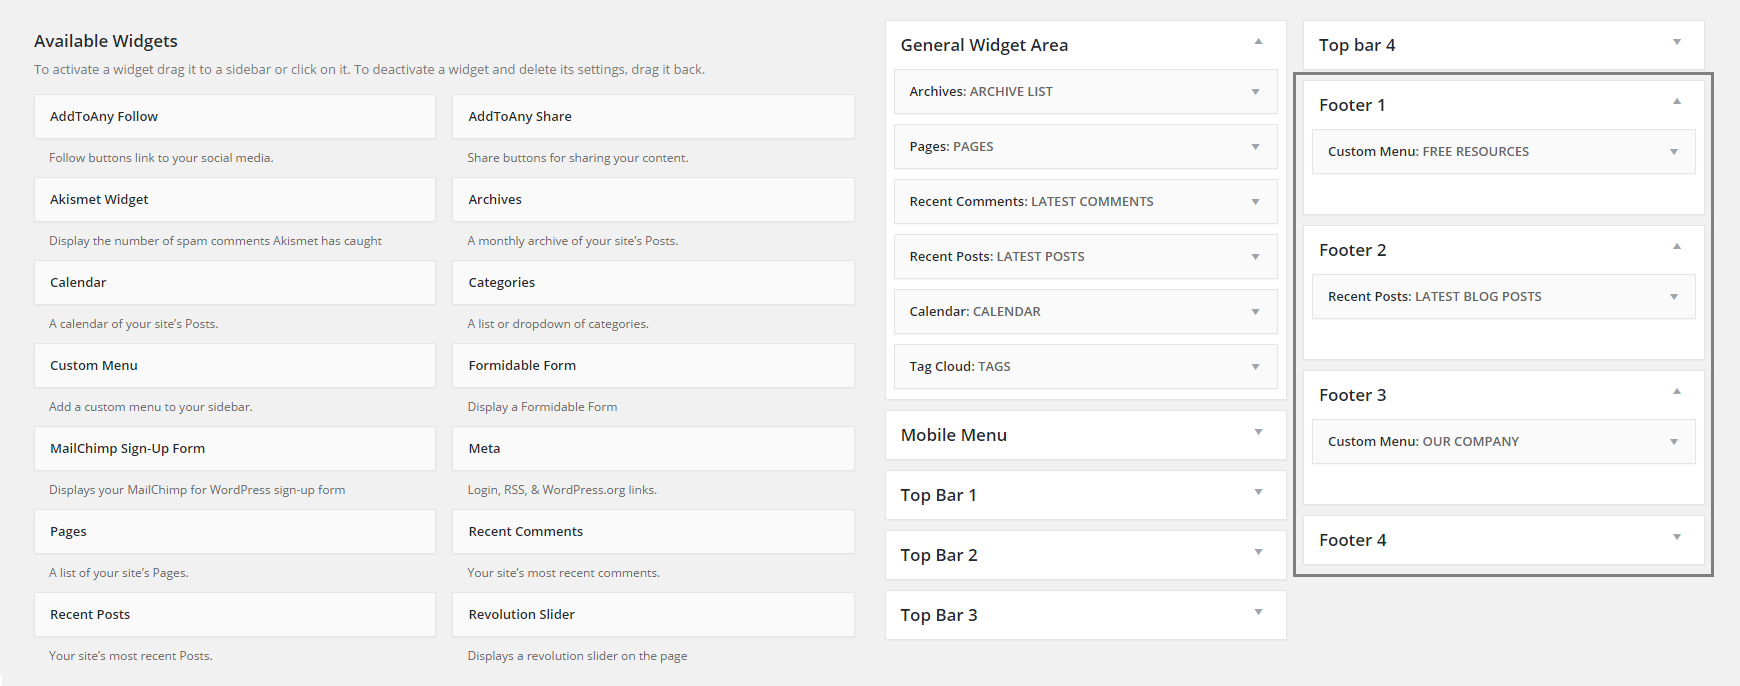 Available Widgets
To activate a widget drag it to a sidebar or click on it. To deactivate a widget and delete its settings, drag it back.
AddToAny Follow
Follow buttons link to your social media.
AddToAny Share
Share buttons for sharing your content.
Akismet Widget
Display the number of spam comments Akismet has caught
Archives
A monthly archive of your site’s Posts.
Calendar
A calendar of your site’s Posts.
Categories
A list or dropdown of categories.
Custom Menu
Add a custom menu to your sidebar.
Formidable Form
Display a Formidable Form
MailChimp Sign-Up Form
Displays your MailChimp for WordPress sign-up form
Meta
Login, RSS, & WordPress.org links.
Pages
A list of your site’s Pages.
Recent Comments
Your site’s most recent comments.
Recent Posts
Your site’s most recent Posts.
Revolution Slider
Displays a revolution slider on the page
General Widget Area
Archives: ARCHIVE LIST
Pages: PAGES
Recent Comments: LATEST COMMENTS
Recent Posts: LATEST POSTS
Calendar: CALENDAR
Tag Cloud: TAGS
Mobile Menu
Top Bar 1
Top Bar 2
Top Bar 3
Top bar 4
Footer 1
Custom Menu: FREE RESOURCES
Footer 2
Recent Posts: LATEST BLOG POSTS
Footer 3
Custom Menu: OUR COMPANY
Footer 4